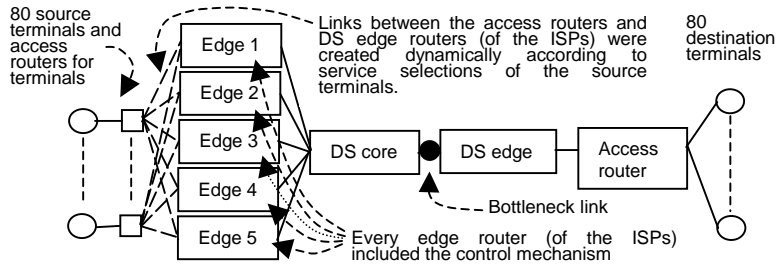 80 source
terminals and
access
routers for
terminals
Links between the access routers and
DS edge routers (of the ISPs) were
created dynamically according to
service selections of the source
terminals.
80
destination
terminals
Edge 1
Edge 2
Edge 3
Edge 4
Edge 5
DS core
DS edge
Access
router
Bottleneck link
Every edge router (of the ISPs)
included the control mechanism